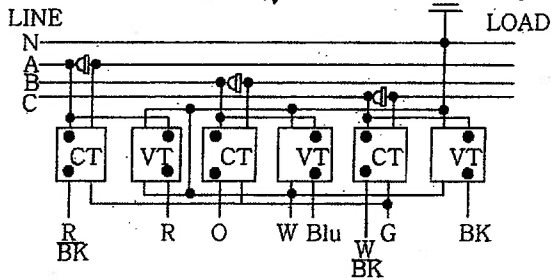 LINE
LOAD
N
A
B
C
CT VT CT VT CT VT
R R O W Blu W G BK
BK BK